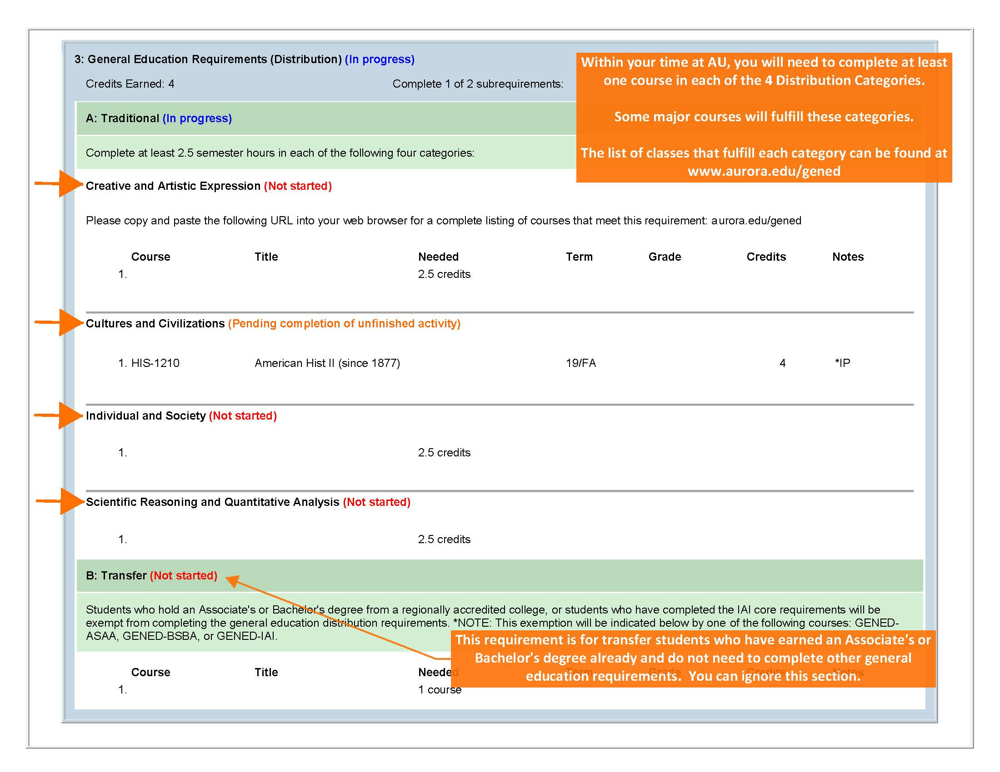 3: General Education Requirements (Distribution) (In progress)
Credits Earned: 4
Complete 1 of 2 subrequirements:
Within your time at AU, you will need to complete at least
one course in each of the 4 Distribution Categories.
Some major courses will fulfill these categories.
The list of classes that fulfill each category can be found at
www.aurora.edu/gened
A: Traditional (In progress)
Complete at least 2.5 semester hours in each of the following four categories:
Creative and Artistic Expression (Not started)
Please copy and paste the following URL into your web browser for a complete listing of courses that meet this requirement: aurora.edu/gened
Course Title Needed Term Grade Credits Notes
1. 2.5 credits
Cultures and Civilizations (Pending completion of unfinished activity)
1. HIS-1210 American Hist II (since 1877) 19/FA 4 *IP
Individual and Society (Not started)
1. 2.5 credits
Scientific Reasoning and Quantitative Analysis (Not started)
1. 2.5 credits
B: Transfer (Not started)
Students who hold an Associate's or Bachelor's degree from a regionally accredited college, or students who have completed the IAI core requirements will be
exempt from completing the general education distribution requirements. *NOTE: This exemption will be indicated below by one of the following courses: GENED-
ASAA, GENED-BSBA, or GENED-IAI.
This requirement is for transfer students who have earned an Associate's or
Bachelor's degree already and do not need to complete other general
education requirements. You can ignore this section.
Course Title Needed Term Grade Credits Notes
1. 1 course